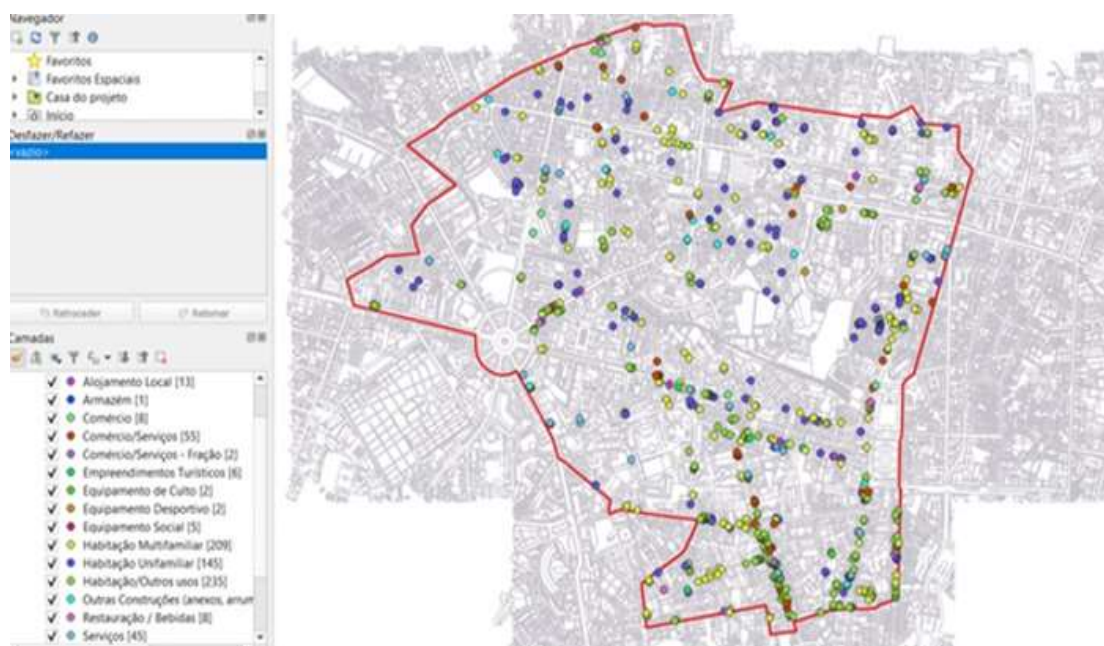 Navegador
Favoritos
Favoritos Espaciais
Casa do projeto
Início
Desfazer/Refazer
<vazio>
Retroceder
Retomar
Camadas
Alojamento Local [13]
Armazém [1]
Comércio [8]
Comércio/Serviços [55]
Comércio/Serviços - Fração [2]
Empreendimentos Turísticos [6]
Equipamento de Culto [2]
Equipamento Desportivo [2]
Equipamento Social [5]
Habitação Multifamiliar [209]
Habitação Unifamiliar [145]
Habitação/Outros usos [235]
Outras Construções (anexos, arrum
Restauração / Bebidas [8]
Serviços [45]